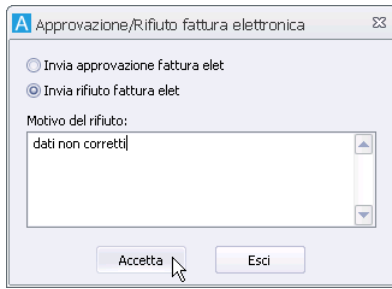 A Approvazione/Rifiuto fattura elettronica
Invia approvazione fattura elet
Invia rifiuto fattura elet
Motivo del rifiuto:
dati non corretti
Accetta Esci